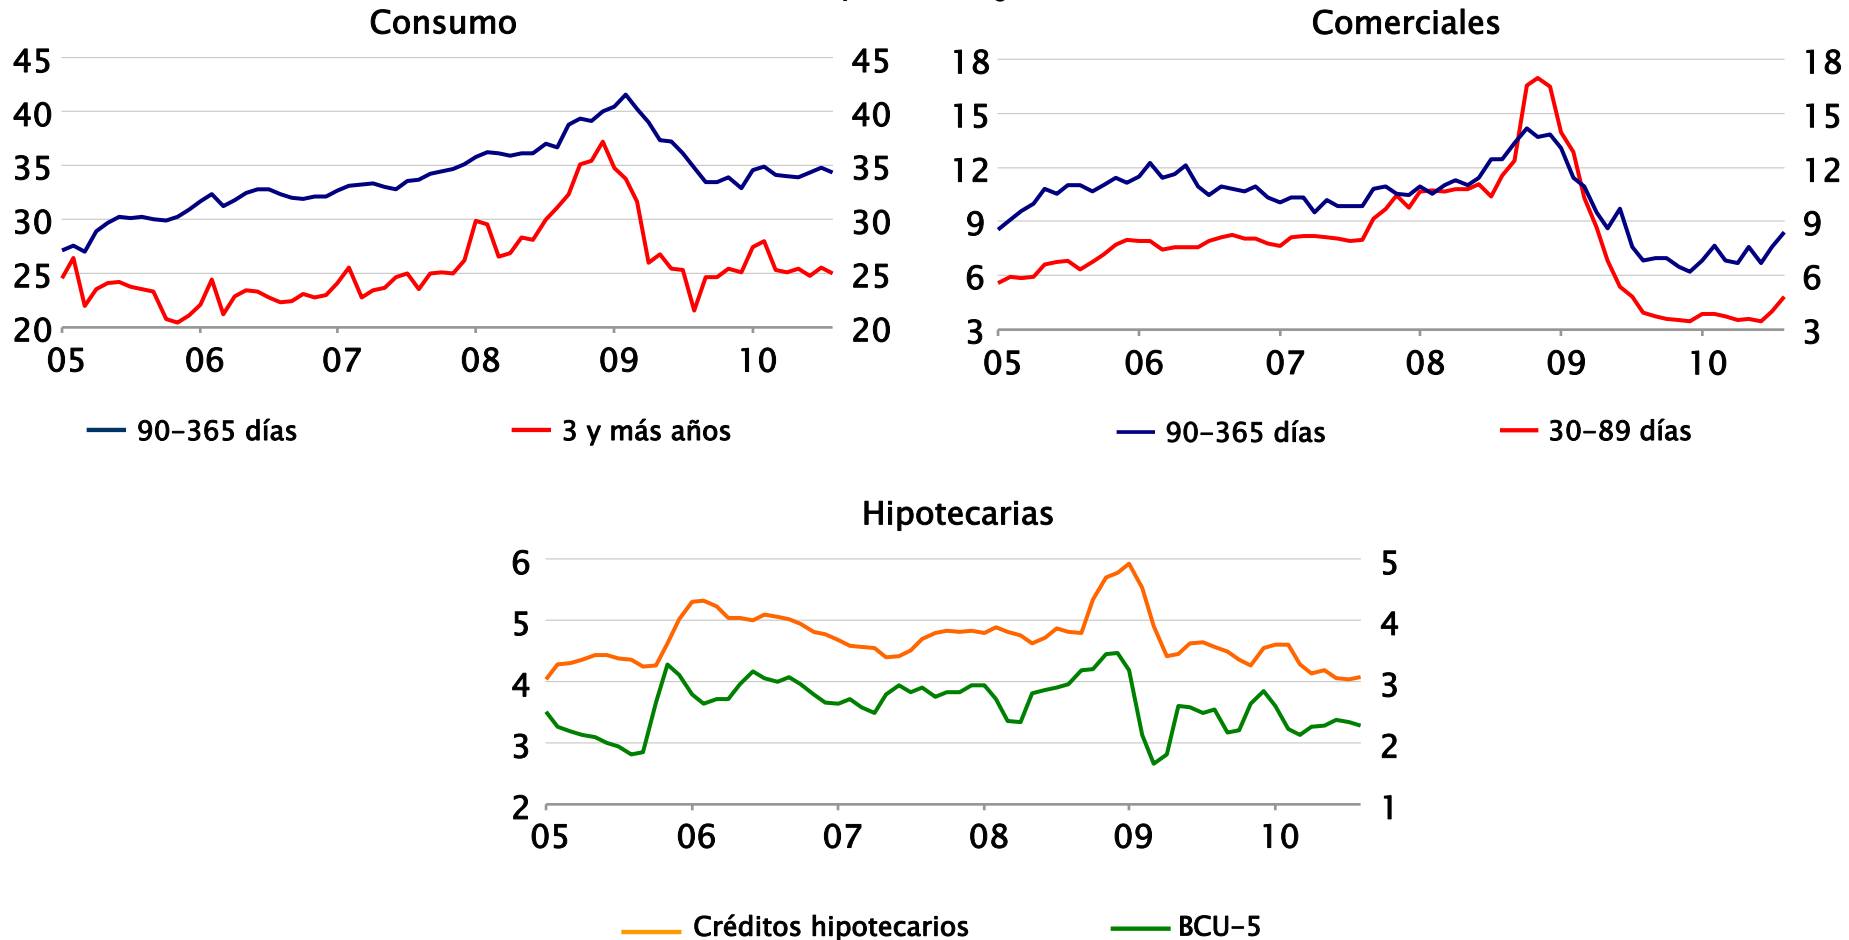 Consumo
45 45
40 40
35 35
30 30
25 25
20 20
05 06 07 08 09 10
90-365 días 3 y más años
Comerciales
18 18
15 15
12 12
9 9
6 6
3 3
05 06 07 08 09 10
90-365 días 30-89 días
Hipotecarias
6 5
5 4
4 3
3 2
2 1
05 06 07 08 09 10
Créditos hipotecarios BCU-5